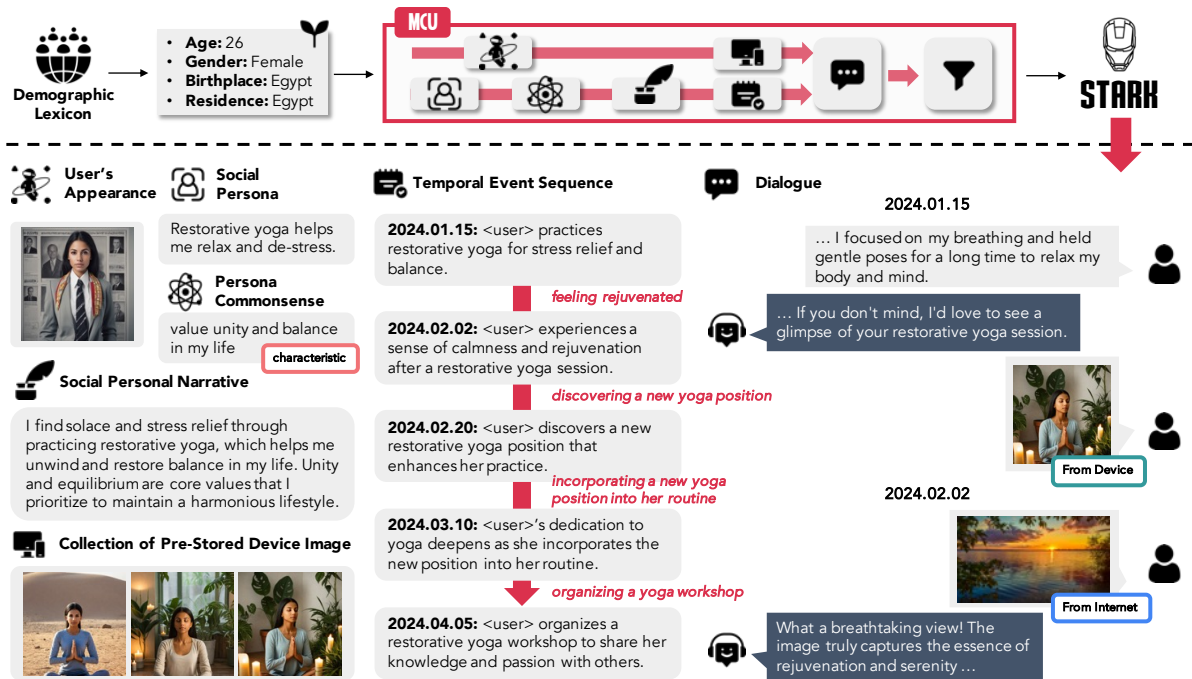 Demographic
Lexicon
• Age: 26
• Gender: Female
• Birthplace: Egypt
• Residence: Egypt
MCU
STARK
User's
Appearance
Social
Persona
Restorative yoga helps
me relax and de-stress.
Persona
Commonsense
value unity and balance
in my life
characteristic
Social Personal Narrative
I find solace and stress relief through
practicing restorative yoga, which helps me
unwind and restore balance in my life. Unity
and equilibrium are core values that I
prioritize to maintain a harmonious lifestyle.
Collection of Pre-Stored Device Image
Temporal Event Sequence
2024.01.15: <user> practices
restorative yoga for stress relief and
balance.
feeling rejuvenated
2024.02.02: <user> experiences a
sense of calmness and rejuvenation
after a restorative yoga session.
discovering a new yoga position
2024.02.20: <user> discovers a new
restorative yoga position that
enhances her practice.
incorporating a new yoga
position into her routine
2024.03.10: <user>'s dedication to
yoga deepens as she incorporates the
new position into her routine.
organizing a yoga workshop
2024.04.05: <user> organizes a
restorative yoga workshop to share her
knowledge and passion with others.
Dialogue
2024.01.15
... I focused on my breathing and held
gentle poses for a long time to relax my
body and mind.
... If you don't mind, I'd love to see a
glimpse of your restorative yoga session.
From Device
2024.02.02
From Internet
What a breathtaking view! The
image truly captures the essence of
rejuvenation and serenity ...